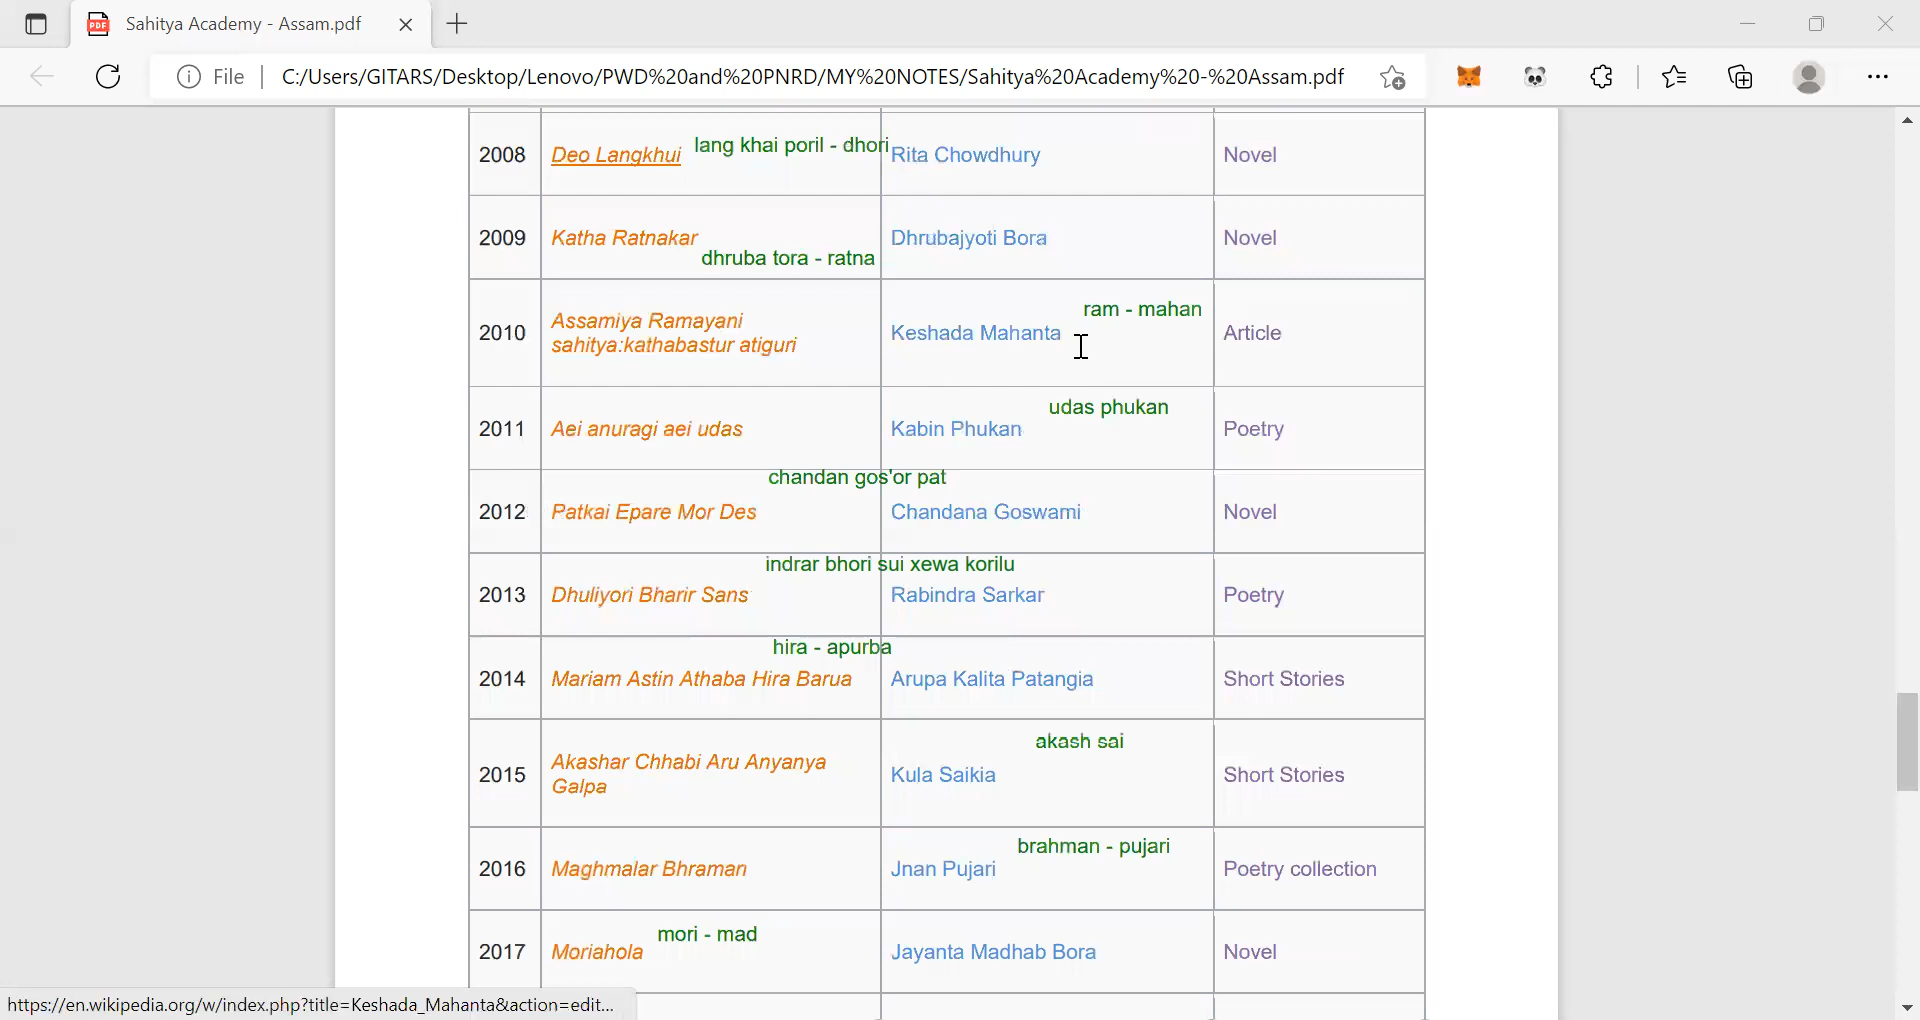 Sahitya Academy - Assam.pdf
File
C:/Users/GITARS/Desktop/Lenovo/PWD%20and%20PNRD/MY%20NOTES/Sahitya%20Academy%20-%20Assam.pdf
2008 Deo Langkhui lang khai poril - dhori Rita Chowdhury Novel
2009 Katha Ratnakar Dhrubajyoti Bora Novel
dhruba tora - ratna
ram - mahan
2010 Assamiya Ramayani
sahitya:kathabastur atiguri Keshada Mahanta Article
udas phukan
2011 Aei anuragi aei udas Kabin Phukan Poetry
chandan gos'or pat
2012 Patkai Epare Mor Des Chandana Goswami Novel
indrar bhori sui xewa korilu
2013 Dhuliyori Bharir Sans Rabindra Sarkar Poetry
hira - apurba
2014 Mariam Astin Athaba Hira Barua Arupa Kalita Patangia Short Stories
akash sai
2015 Akashar Chhabi Aru Anyanya
Galpa Kula Saikia Short Stories
brahman - pujari
2016 Maghmalar Bhraman Jnan Pujari Poetry collection
mori - mad
2017 Moriahola Jayanta Madhab Bora Novel
https://en.wikipedia.org/w/index.php?title=Keshada_Mahanta&action=edit...